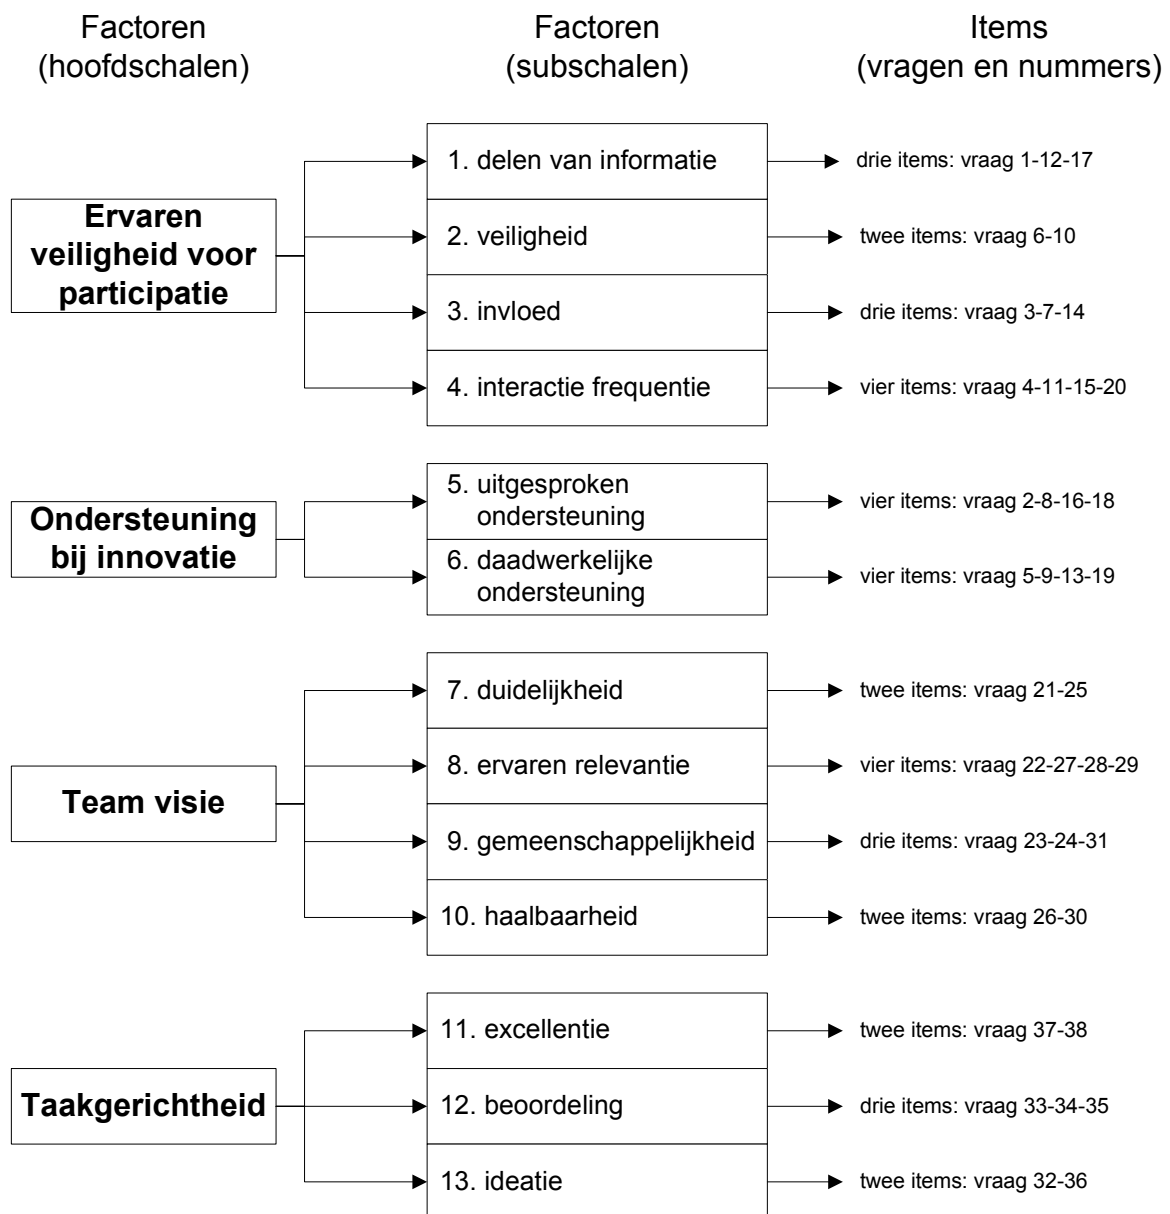 Factoren
(hoofdschalen)
Factoren
(subschalen)
Items
(vragen en nummers)
Ervaren
veiligheid voor
participatie
1. delen van informatie
drie items: vraag 1-12-17
2. veiligheid
twee items: vraag 6-10
3. invloed
drie items: vraag 3-7-14
4. interactie frequentie
vier items: vraag 4-11-15-20
Ondersteuning
bij innovatie
5. uitgesproken
ondersteuning
vier items: vraag 2-8-16-18
6. daadwerkelijke
ondersteuning
vier items: vraag 5-9-13-19
Team visie
7. duidelijkheid
twee items: vraag 21-25
8. ervaren relevantie
vier items: vraag 22-27-28-29
9. gemeenschappelijkheid
drie items: vraag 23-24-31
10. haalbaarheid
twee items: vraag 26-30
Taakgerichtheid
11. excellentie
twee items: vraag 37-38
12. beoordeling
drie items: vraag 33-34-35
13. ideatie
twee items: vraag 32-36